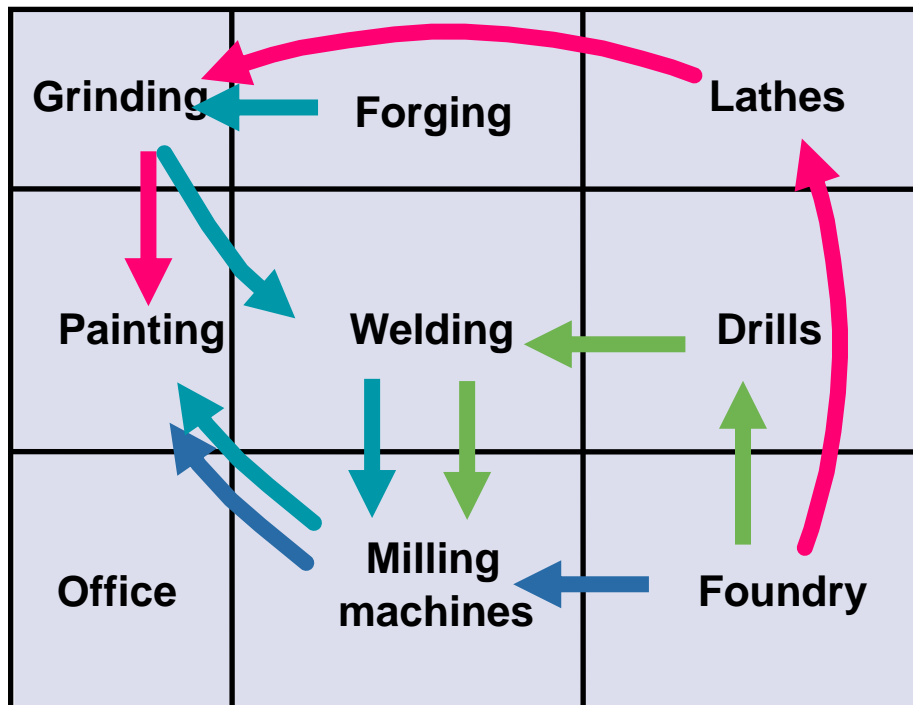 Grinding
Forging
Lathes
Painting
Welding
Drills
Office
Milling
machines
Foundry